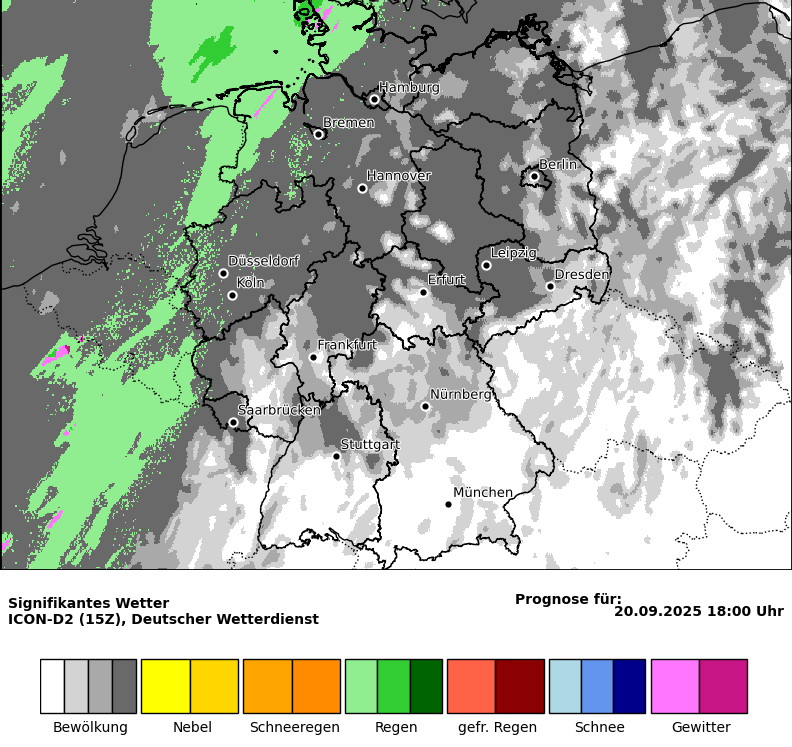 Hamburg
Bremen
Berlin
Hannover
Leipzig
Düsseldorf
Dresden
Köln
Erfurt
Frankfurt
Nürnberg
Saarbrücken
Stuttgart
München
Signifikantes Wetter
ICON-D2 (15Z), Deutscher Wetterdienst
Prognose für:
20.09.2025 18:00 Uhr
Bewölkung
Nebel
Schneeregen
Regen
gefr. Regen
Schnee
Gewitter